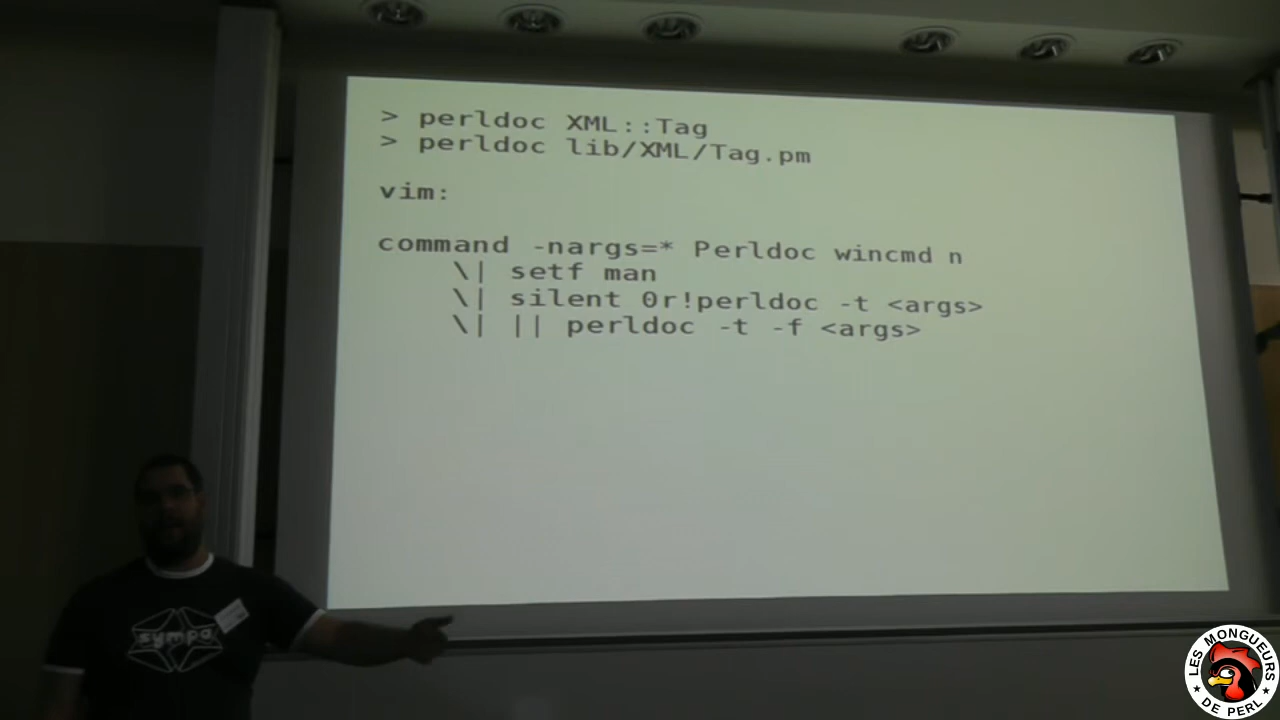 > perldoc XML::Tag
> perldoc lib/XML/Tag.pm
vim:
command -nargs=* Perldoc wincmd n
\| setf man
\| silent 0r!perldoc -t <args>
\| || perldoc -t -f <args>
sympa
LES MONGUEURS
★ DE PERL ★